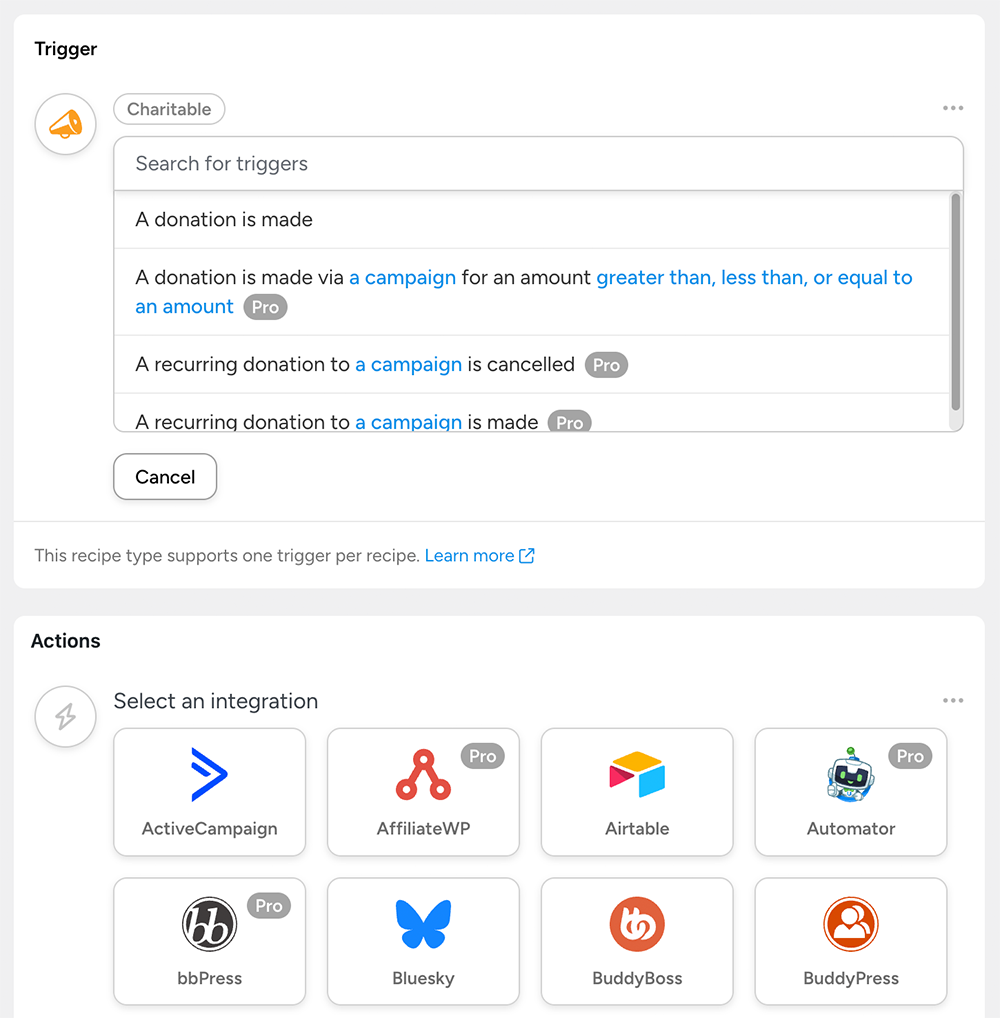 Trigger
Charitable
Search for triggers
A donation is made
A donation is made via a campaign for an amount greater than, less than, or equal to
an amount Pro
A recurring donation to a campaign is cancelled Pro
A recurring donation to a campaign is made Pro
Cancel
This recipe type supports one trigger per recipe. Learn more
Actions
Select an integration
ActiveCampaign
Pro
AffiliateWP
Airtable
Pro
Automator
bb
Pro
bbPress
Bluesky
BuddyBoss
BuddyPress